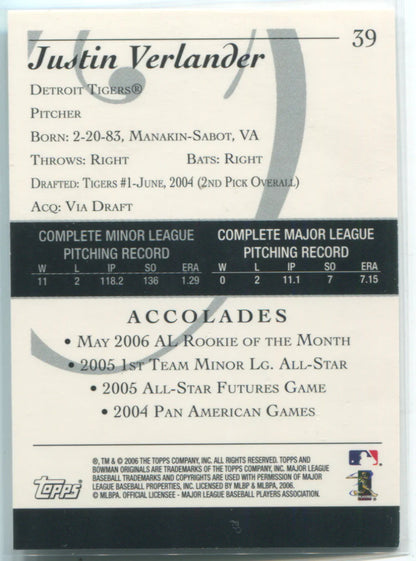 39
Justin Verlander
DETROIT TIGERS®
PITCHER
BORN: 2-20-83, MANAKIN-SABOT, VA
THROWS: RIGHT BATS: RIGHT
DRAFTED: TIGERS #1-JUNE, 2004 (2ND PICK OVERALL)
ACQ: VIA DRAFT
COMPLETE MINOR LEAGUE
PITCHING RECORD
W L IP SO ERA
11 2 118.2 136 1.29
COMPLETE MAJOR LEAGUE
PITCHING RECORD
W L IP SO ERA
0 2 11.1 7 7.15
ACCOLADES
• MAY 2006 AL ROOKIE OF THE MONTH
• 2005 1ST TEAM MINOR LG. ALL-STAR
• 2005 ALL-STAR FUTURES GAME
• 2004 PAN AMERICAN GAMES
®, TM & © 2006 THE TOPPS COMPANY, INC. ALL RIGHTS RESERVED. TOPPS AND
BOWMAN ORIGINALS ARE TRADEMARKS OF THE TOPPS COMPANY, INC. MAJOR LEAGUE
BASEBALL TRADEMARKS AND COPYRIGHTS ARE USED WITH PERMISSION OF MAJOR
LEAGUE BASEBALL PROPERTIES, INC. LICENSED BY MLBP & MLBPA, 2006.
© MLBPA. OFFICIAL LICENSEE - MAJOR LEAGUE BASEBALL PLAYERS ASSOCIATION.
Topps